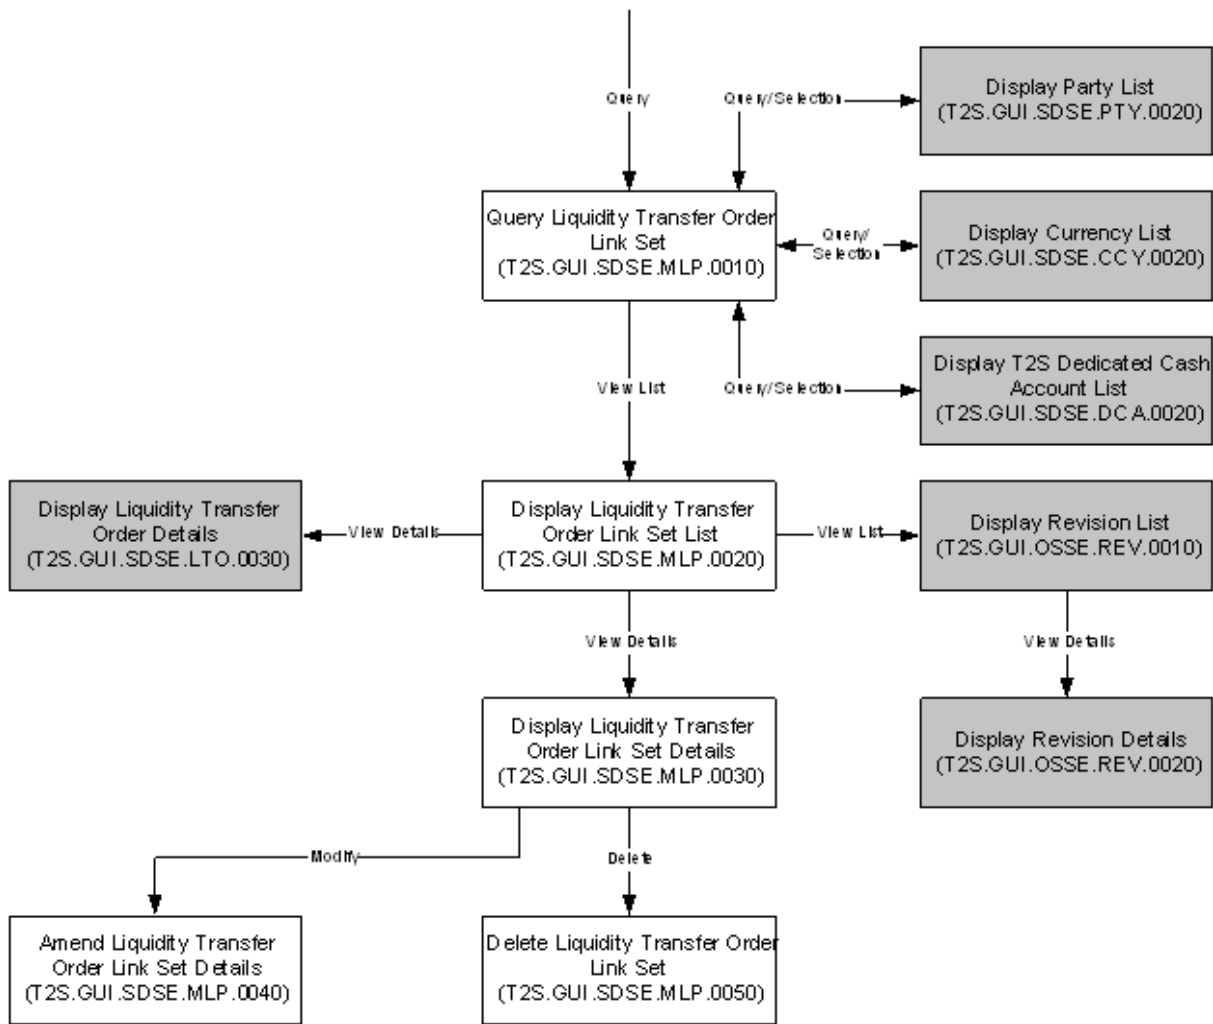 Display Party List
(T2S.GUI.SDSE.PTY.0020)
Query
Query/Selection
Query Liquidity Transfer Order
Link Set
(T2S.GUI.SDSE.MLP.0010)
Query/
Selection
Display Currency List
(T2S.GUI.SDSE.CCY.0020)
View List
Query/Selection
Display T2S Dedicated Cash
Account List
(T2S.GUI.SDSE.DCA.0020)
Display Liquidity Transfer
Order Details
(T2S.GUI.SDSE.LTO.0030)
View Details
Display Liquidity Transfer
Order Link Set List
(T2S.GUI.SDSE.MLP.0020)
View List
Display Revision List
(T2S.GUI.OSSE.REV.0010)
View Details
View Details
Display Liquidity Transfer
Order Link Set Details
(T2S.GUI.SDSE.MLP.0030)
Display Revision Details
(T2S.GUI.OSSE.REV.0020)
Modify
Delete
Amend Liquidity Transfer
Order Link Set Details
(T2S.GUI.SDSE.MLP.0040)
Delete Liquidity Transfer Order
Link Set
(T2S.GUI.SDSE.MLP.0050)